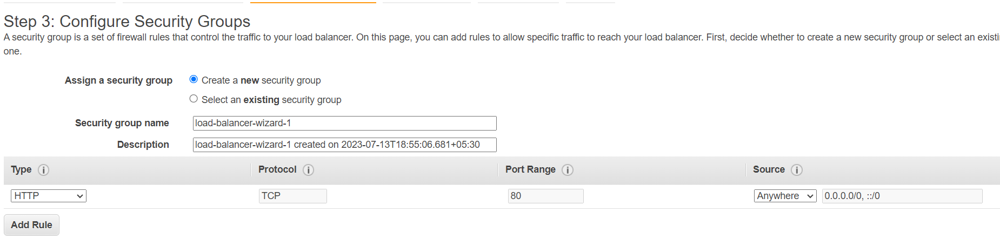 Step 3: Configure Security Groups
A security group is a set of firewall rules that control the traffic to your load balancer. On this page, you can add rules to allow specific traffic to reach your load balancer. First, decide whether to create a new security group or select an
one.
Assign a security group Create a new security group
Select an existing security group
Security group name load-balancer-wizard-1
Description load-balancer-wizard-1 created on 2023-07-13T18:55:06.681+05:30
Type Protocol Port Range Source
HTTP TCP 80 Anywhere 0.0.0.0/0, ::/0
Add Rule